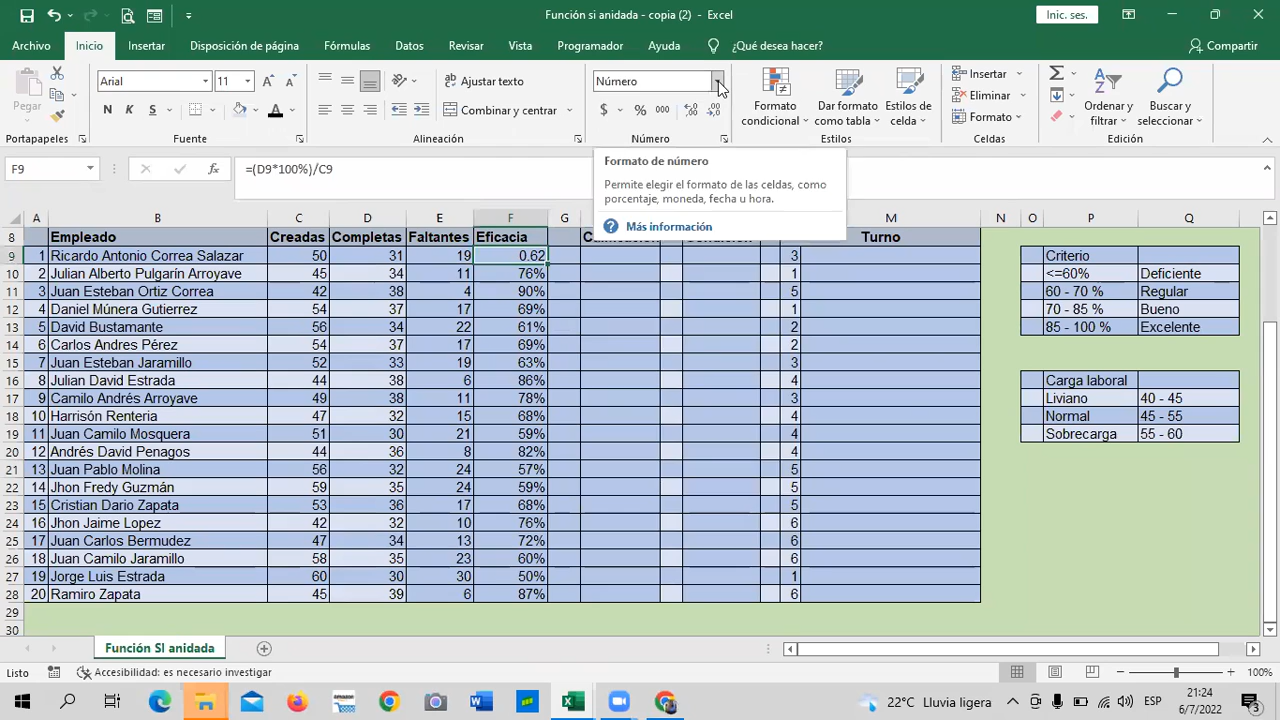 Función si anidada - copia (2) - Excel
Inic. ses.
Archivo Inicio Insertar Disposición de página Fórmulas Datos Revisar Vista Programador Ayuda ¿Qué desea hacer? Compartir
Pegar
Arial 11
Ajustar texto
Combinar y centrar
Número
$ % 000
Formato condicional
Dar formato como tabla
Estilos de celda
Insertar
Eliminar
Formato
Ordenar y filtrar
Buscar y seleccionar
Portapapeles Fuente Alineación Número Estilos Celdas Edición
F9 =(D9*100%)/C9
Formato de número
Permite elegir el formato de las celdas, como
porcentaje, moneda, fecha u hora.
Más información
A B C D E F G M N O P Q
8 Empleado Creadas Completas Faltantes Eficacia Turno
9 1 Ricardo Antonio Correa Salazar 50 31 19 0.62 3 Criterio
10 2 Julian Alberto Pulgarín Arroyave 45 34 11 76% 1 <=60% Deficiente
11 3 Juan Esteban Ortiz Correa 42 38 4 90% 5 60 - 70 % Regular
12 4 Daniel Múnera Gutierrez 54 37 17 69% 1 70 - 85 % Bueno
13 5 David Bustamante 56 34 22 61% 2 85 - 100 % Excelente
14 6 Carlos Andres Pérez 54 37 17 69% 2
15 7 Juan Esteban Jaramillo 52 33 19 63% 3
16 8 Julian David Estrada 44 38 6 86% 4 Carga laboral
17 9 Camilo Andrés Arroyave 49 38 11 78% 3 Liviano 40 - 45
18 10 Harrisón Renteria 47 32 15 68% 4 Normal 45 - 55
19 11 Juan Camilo Mosquera 51 30 21 59% 4 Sobrecarga 55 - 60
20 12 Andrés David Penagos 44 36 8 82% 4
21 13 Juan Pablo Molina 56 32 24 57% 5
22 14 Jhon Fredy Guzmán 59 35 24 59% 5
23 15 Cristian Dario Zapata 53 36 17 68% 5
24 16 Jhon Jaime Lopez 42 32 10 76% 6
25 17 Juan Carlos Bermudez 47 34 13 72% 6
26 18 Juan Camilo Jaramillo 58 35 23 60% 6
27 19 Jorge Luis Estrada 60 30 30 50% 1
28 20 Ramiro Zapata 45 39 6 87% 6
29
30
Función SI anidada
Listo Accesibilidad: es necesario investigar 100%
22°C Lluvia ligera ESP 21:24
6/7/2022
3